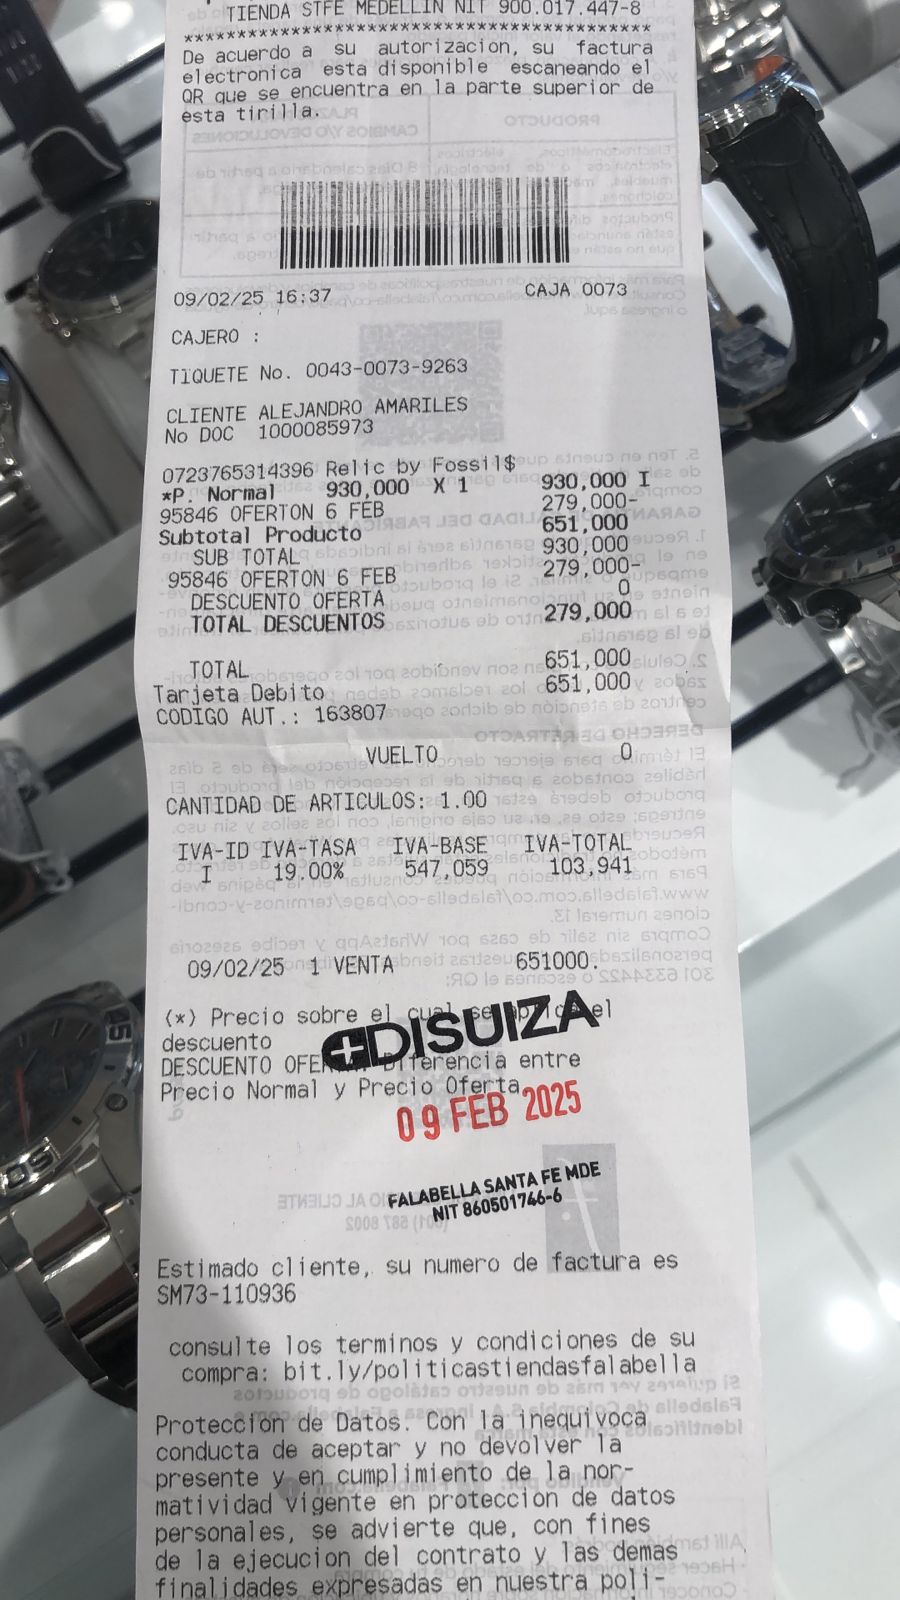 TIENDA STFE MEDELLIN NIT 900.017.447-8
******************************************
De acuerdo a su autorizacion, su factura
electronica esta disponible escaneando el
QR que se encuentra en la parte superior de
esta tirilla.
09/02/25 16:37 CAJA 0073
CAJERO :
TIQUETE No. 0043-0073-9263
CLIENTE ALEJANDRO AMARILES
No DOC 1000085973
0723765314396 Relic by Fossil$
*P. Normal 930,000 X 1 930,000 I
95846 OFERTON 6 FEB 279,000-
Subtotal Producto 651,000
SUB TOTAL 930,000
95846 OFERTON 6 FEB 279,000-
DESCUENTO OFERTA 0
TOTAL DESCUENTOS 279,000
TOTAL 651,000
Tarjeta Debito 651,000
CODIGO AUT.: 163807
VUELTO 0
CANTIDAD DE ARTICULOS: 1.00
IVA-ID IVA-TASA IVA-BASE IVA-TOTAL
I 19.00% 547,059 103,941
09/02/25 1 VENTA 651000.
(*) Precio sobre el cual se aplica el
descuento
DISUIZA
DESCUENTO OFERTA: Diferencia entre
Precio Normal y Precio Oferta
09 FEB 2025
FALABELLA SANTA FE MDE
NIT 860501746-6
Estimado cliente, su numero de factura es
SM73-110936
consulte los terminos y condiciones de su
compra: bit.ly/politicastiendasfalabella
Proteccion de Datos. Con la inequivoca
conducta de aceptar y no devolver la
presente y en cumplimiento de la nor-
matividad vigente en proteccion de datos
personales, se advierte que, con fines
de la ejecucion del contrato y las demas
finalidades expresadas en nuestra poli-